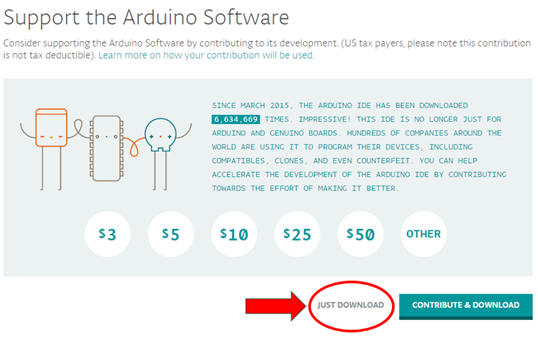 Support the Arduino Software
Consider supporting the Arduino Software by contributing to its development. (US tax payers, please note this contribution
is not tax deductible). Learn more on how your contribution will be used.
SINCE MARCH 2015, THE ARDUINO IDE HAS BEEN DOWNLOADED
6,634,669 TIMES. IMPRESSIVE! THIS IDE IS NO LONGER JUST FOR
ARDUINO AND GENUINO BOARDS. HUNDREDS OF COMPANIES AROUND THE
WORLD ARE USING IT TO PROGRAM THEIR DEVICES, INCLUDING
COMPATIBLES, CLONES, AND EVEN COUNTERFEIT. YOU CAN HELP
ACCELERATE THE DEVELOPMENT OF THE ARDUINO IDE BY CONTRIBUTING
TOWARDS THE EFFORT OF MAKING IT BETTER.
$3 $5 $10 $25 $50 OTHER
JUST DOWNLOAD CONTRIBUTE & DOWNLOAD